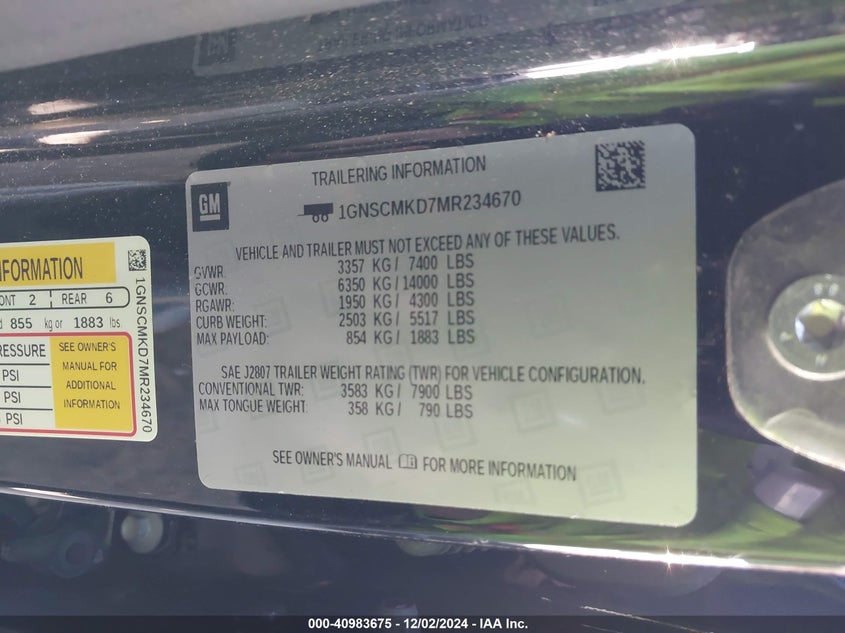 GM
TRAILERING INFORMATION
1GNSCMKD7MR234670
VEHICLE AND TRAILER MUST NOT EXCEED ANY OF THESE VALUES.
GVWR: 3357 KG / 7400 LBS
GCWR: 6350 KG / 14000 LBS
RGAWR: 1950 KG / 4300 LBS
CURB WEIGHT: 2503 KG / 5517 LBS
MAX PAYLOAD: 854 KG / 1883 LBS
SAE J2807 TRAILER WEIGHT RATING (TWR) FOR VEHICLE CONFIGURATION.
CONVENTIONAL TWR: 3583 KG / 7900 LBS
MAX TONGUE WEIGHT: 358 KG / 790 LBS
SEE OWNER'S MANUAL FOR MORE INFORMATION
NFORMATION
ONT 2 REAR 6
855 kg or 1883 lbs.
RESSURE
PSI
PSI
PSI
SEE OWNER'S
MANUAL FOR
ADDITIONAL
INFORMATION
1GNSCMKD7MR234670
000-40983675 - 12/02/2024 - IAA Inc.